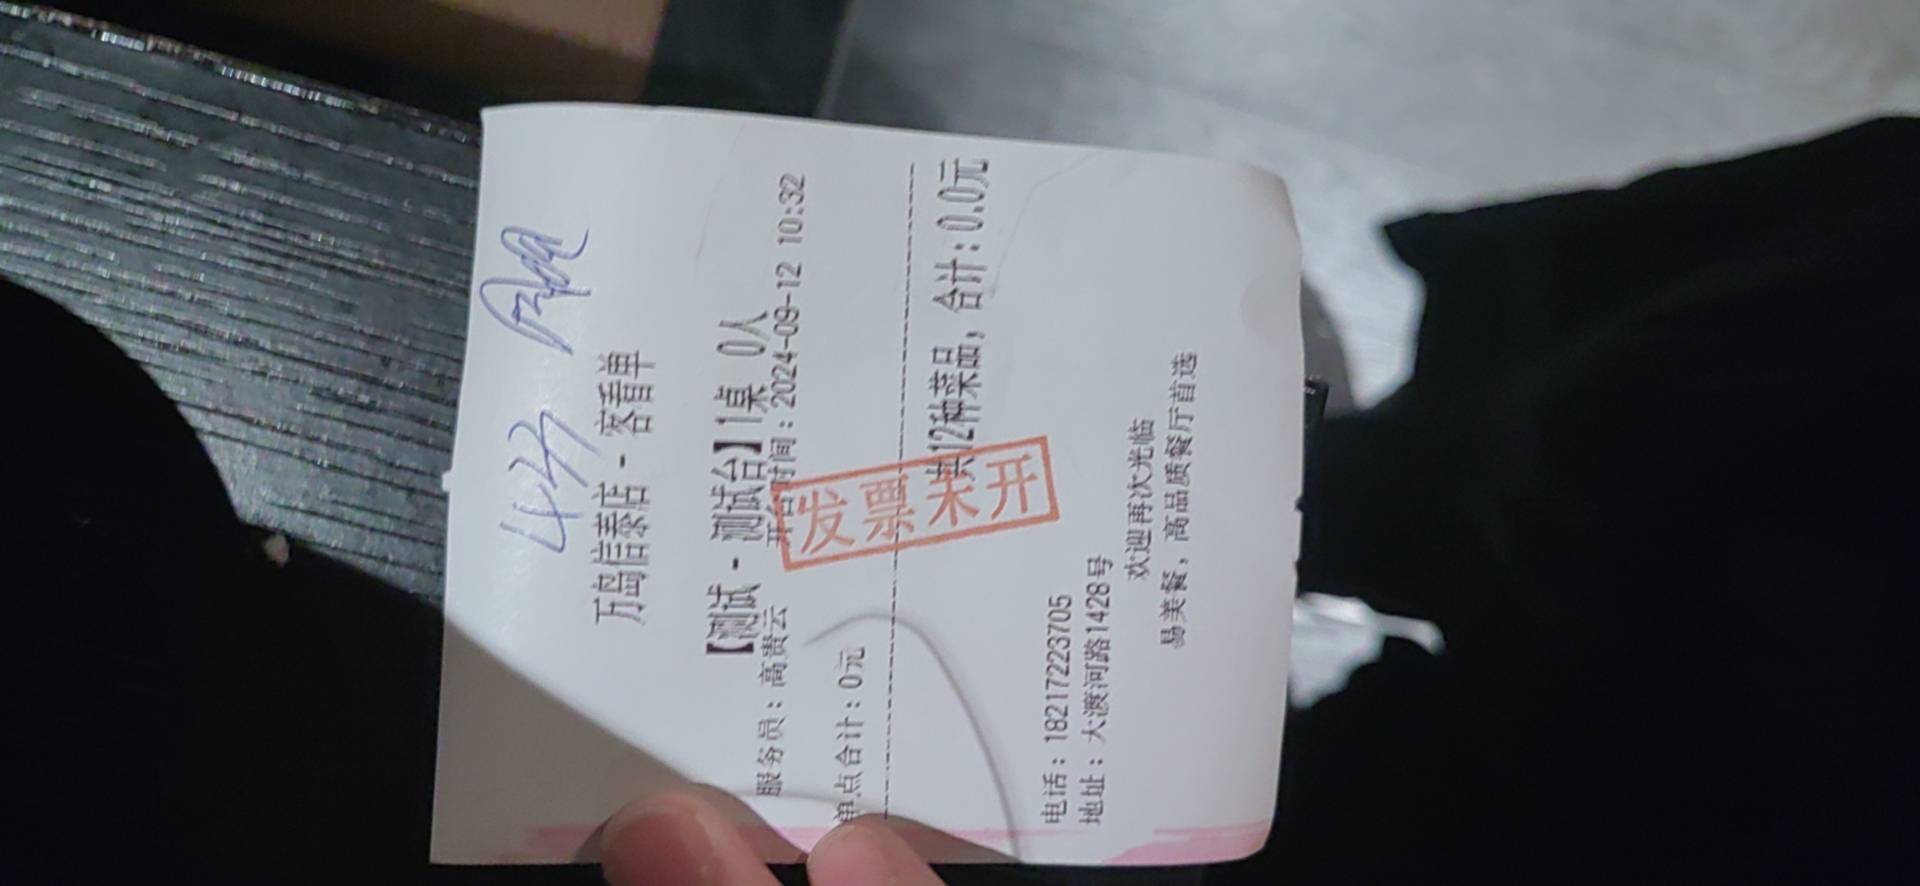 423
万岛信泰店 - 客看单
【测试 - 测试台】1桌 0人
服务员：高贵云
开台时间：2024-09-12 10:32
单点合计：0元
共12种菜品，合计：0.0元
发票未开
电话：18217223705
地址：大渡河路1428号
欢迎再次光临
易美餐，高品质餐厅首选